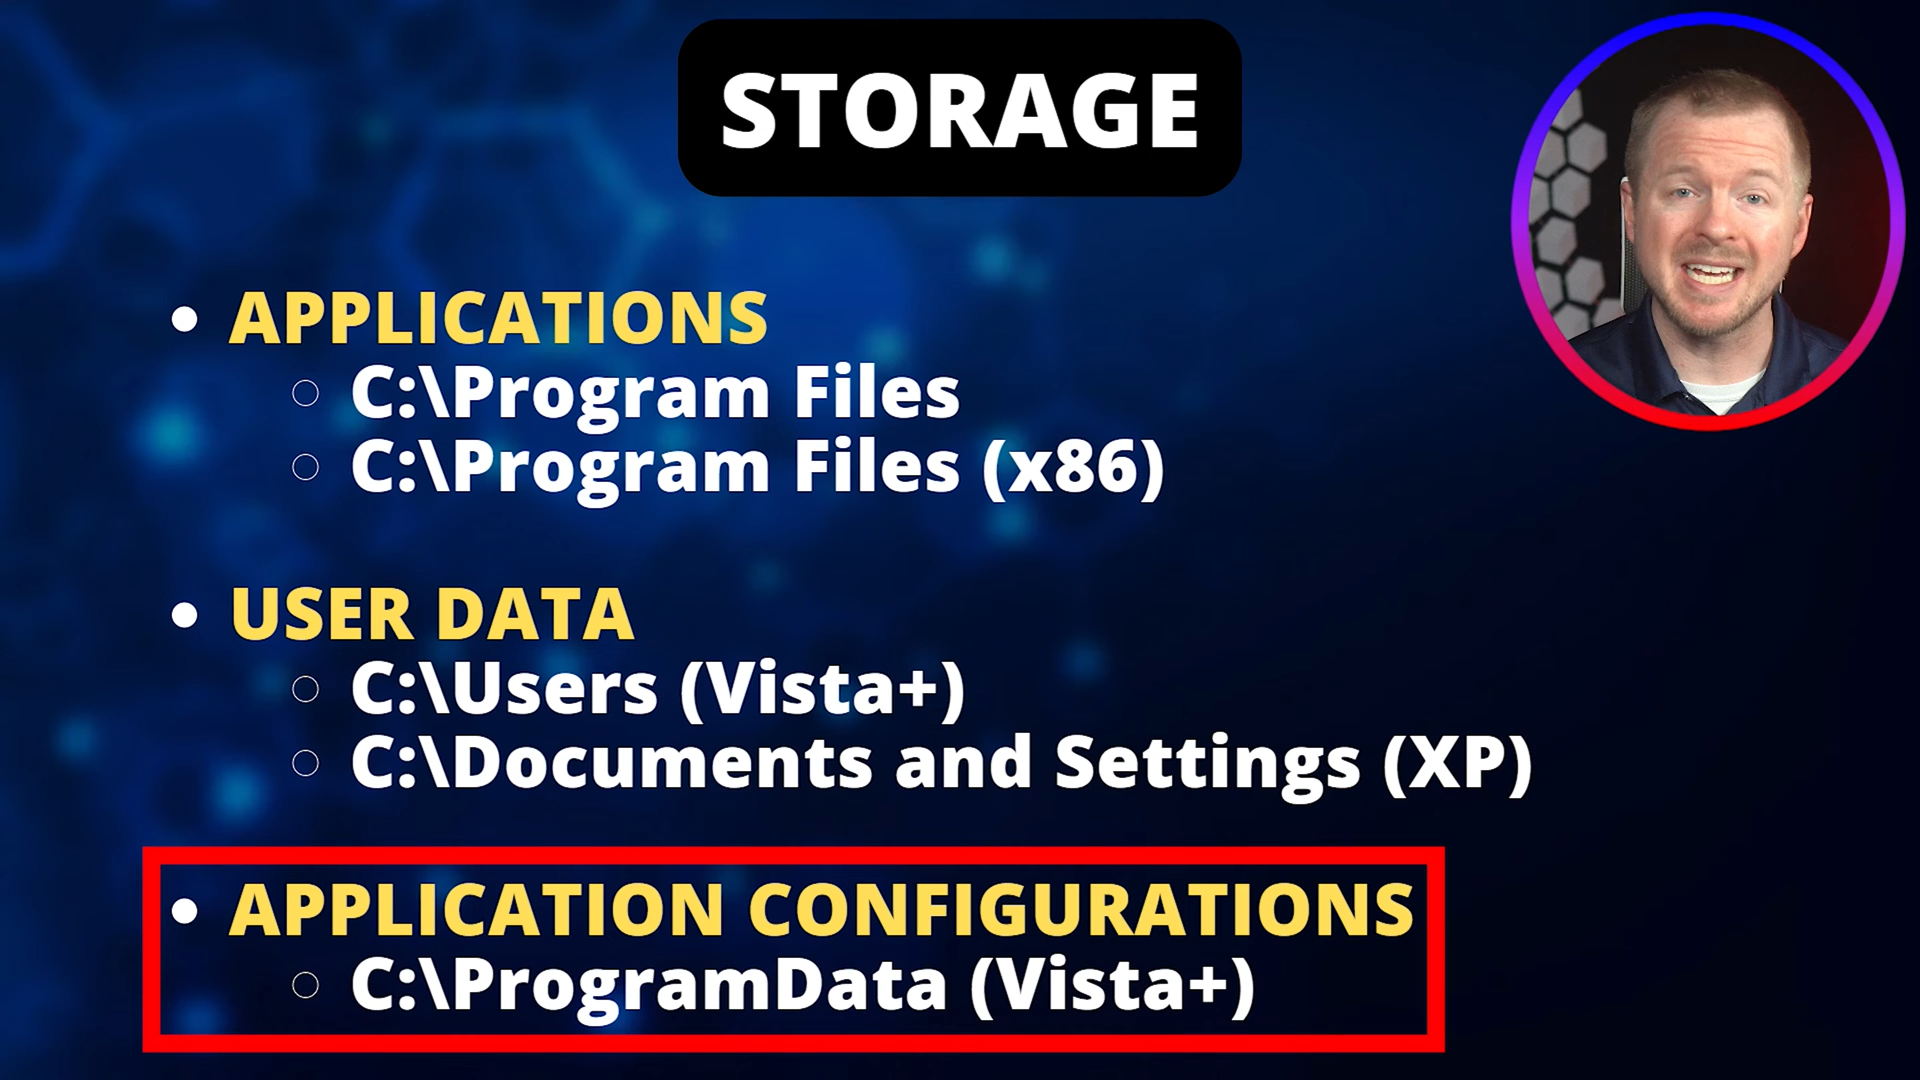 STORAGE
APPLICATIONS
C:\Program Files
C:\Program Files (x86)
USER DATA
C:\Users (Vista+)
C:\Documents and Settings (XP)
APPLICATION CONFIGURATIONS
C:\ProgramData (Vista+)